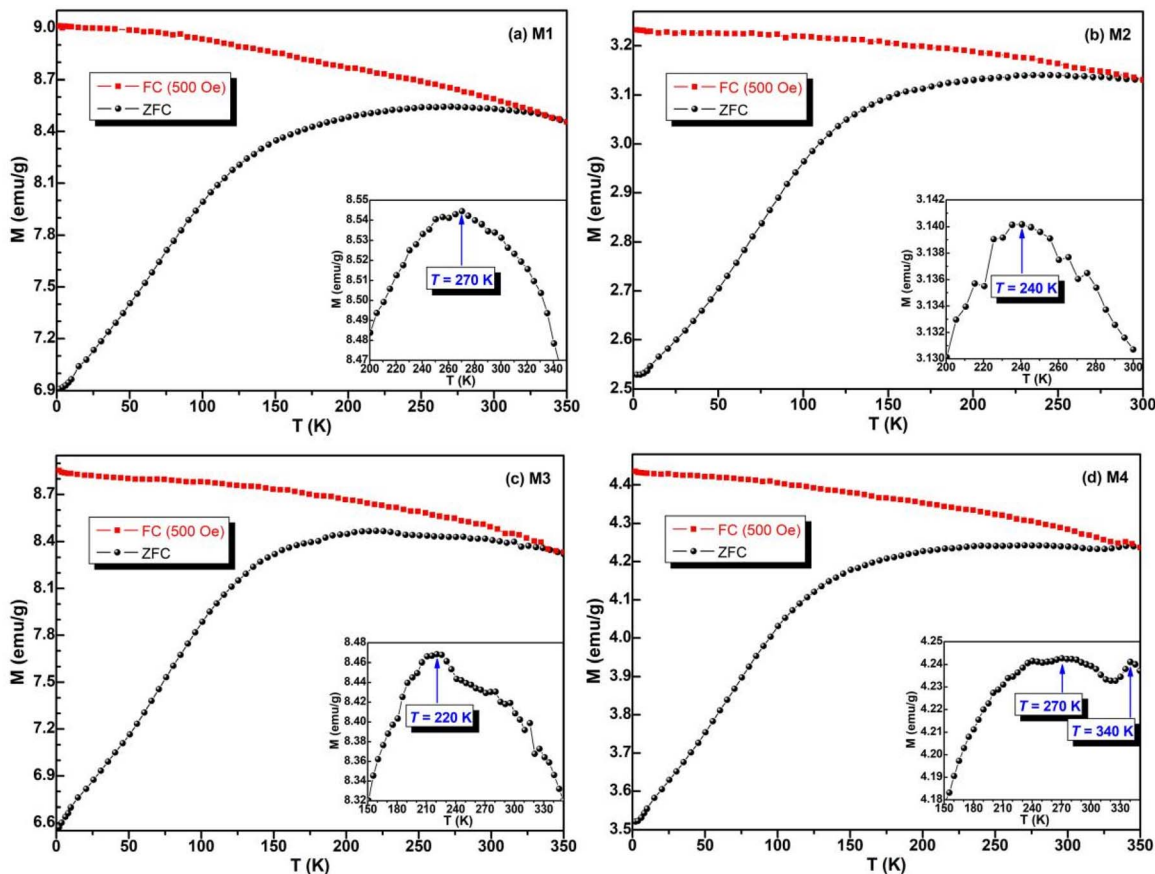 (a) M1
9.0
8.7
8.4
8.1
7.8
7.5
7.2
6.9
M (emu/g)
FC (500 Oe)
ZFC
0 50 100 150 200 250 300 350
T (K)
8.55
8.54
8.53
8.52
8.51
8.50
8.49
8.48
8.47
M (emu/g)
T = 270 K
200 220 240 260 280 300 320 340
T (K)
(b) M2
3.2
3.1
3.0
2.9
2.8
2.7
2.6
2.5
M (emu/g)
FC (500 Oe)
ZFC
0 50 100 150 200 250 300
T (K)
3.142
3.140
3.138
3.136
3.134
3.132
3.130
M (emu/g)
T = 240 K
200 220 240 260 280 300
T (K)
(c) M3
8.7
8.4
8.1
7.8
7.5
7.2
6.9
6.6
M (emu/g)
FC (500 Oe)
ZFC
0 50 100 150 200 250 300 350
T (K)
8.48
8.46
8.44
8.42
8.40
8.38
8.36
8.34
8.32
M (emu/g)
T = 220 K
150 180 210 240 270 300 330
T (K)
(d) M4
4.4
4.3
4.2
4.1
4.0
3.9
3.8
3.7
3.6
3.5
M (emu/g)
FC (500 Oe)
ZFC
0 50 100 150 200 250 300 350
T (K)
4.25
4.24
4.23
4.22
4.21
4.20
4.19
4.18
M (emu/g)
T = 270 K
T = 340 K
150 180 210 240 270 300 330
T (K)